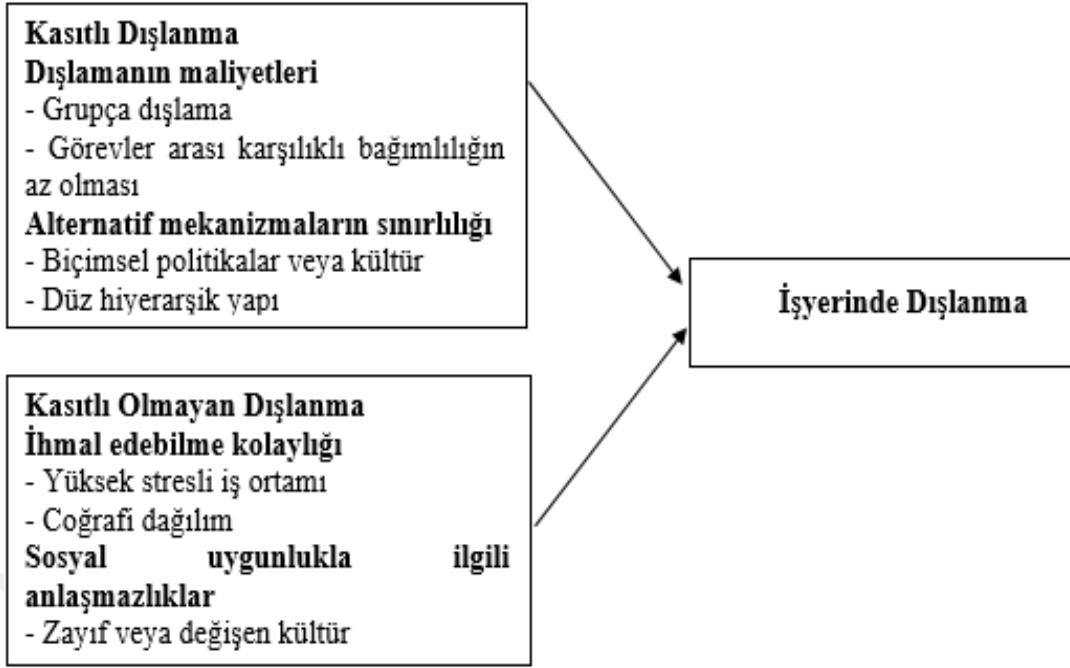 Kasıtlı Dışlanma
Dışlamanın maliyetleri
- Grupça dışlama
- Görevler arası karşılıklı bağımlılığın
az olması
Alternatif mekanizmaların sınırlılığı
- Biçimsel politikalar veya kültür
- Düz hiyerarşik yapı
İşyerinde Dışlanma
Kasıtlı Olmayan Dışlanma
İhmal edebilme kolaylığı
- Yüksek stresli iş ortamı
- Coğrafi dağılım
Sosyal uygunlukla ilgili
anlaşmazlıklar
- Zayıf veya değişen kültür